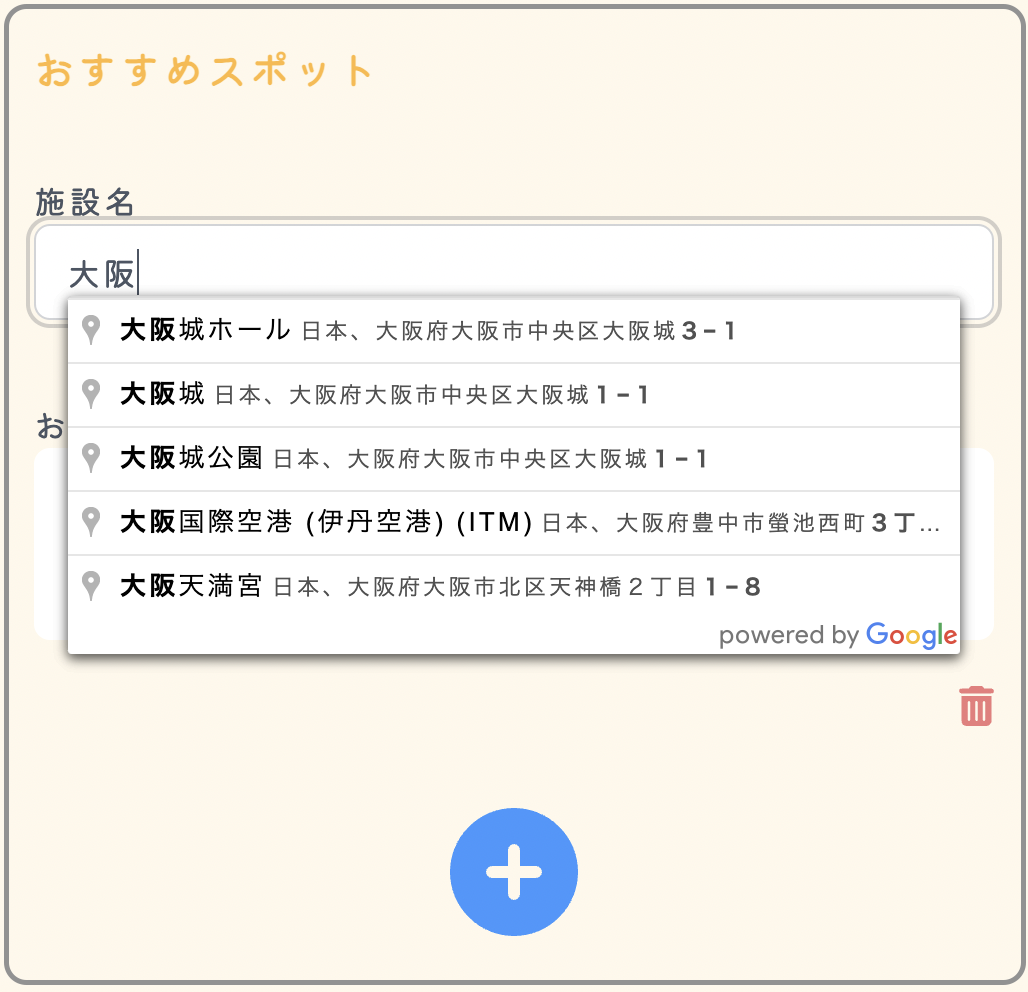 おすすめスポット
施設名
大阪
大阪城ホール 日本、大阪府大阪市中央区大阪城３−１
大阪城 日本、大阪府大阪市中央区大阪城１−１
お
大阪城公園 日本、大阪府大阪市中央区大阪城１−１
大阪国際空港 (伊丹空港) (ITM) 日本、大阪府豊中市螢池西町３丁...
大阪天満宮 日本、大阪府大阪市北区天神橋２丁目１−８
powered by Google